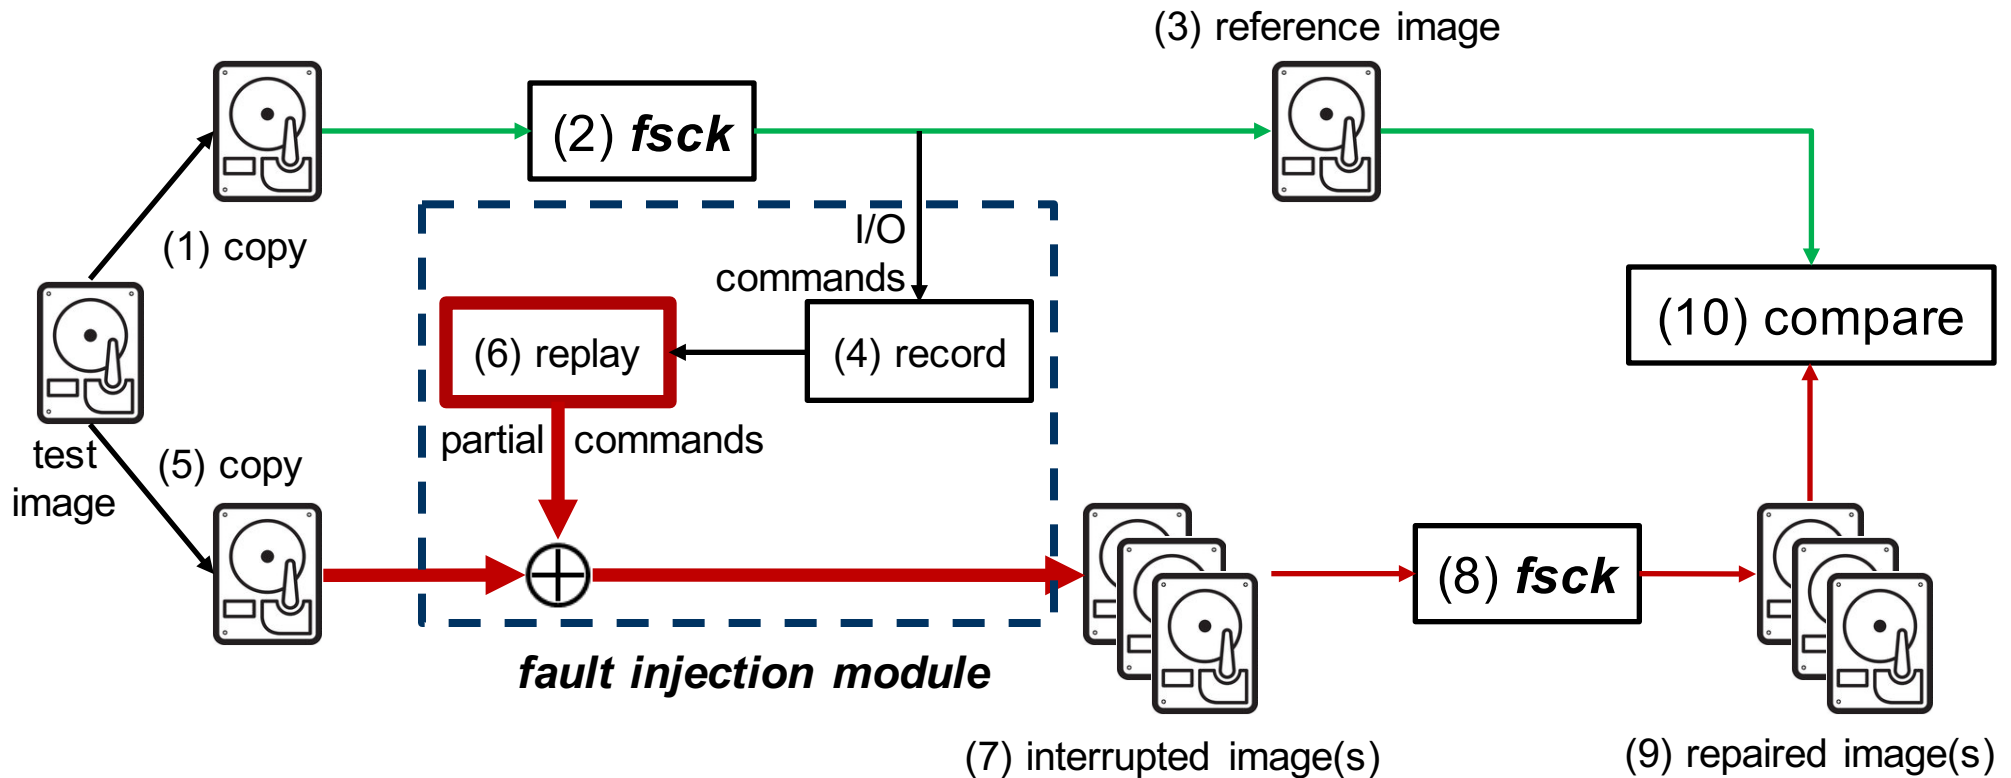 (3) reference image
(2) fsck
(1) copy
I/O
commands
(10) compare
(6) replay
(4) record
partial commands
test
image
(5) copy
(8) fsck
fault injection module
(7) interrupted image(s)
(9) repaired image(s)